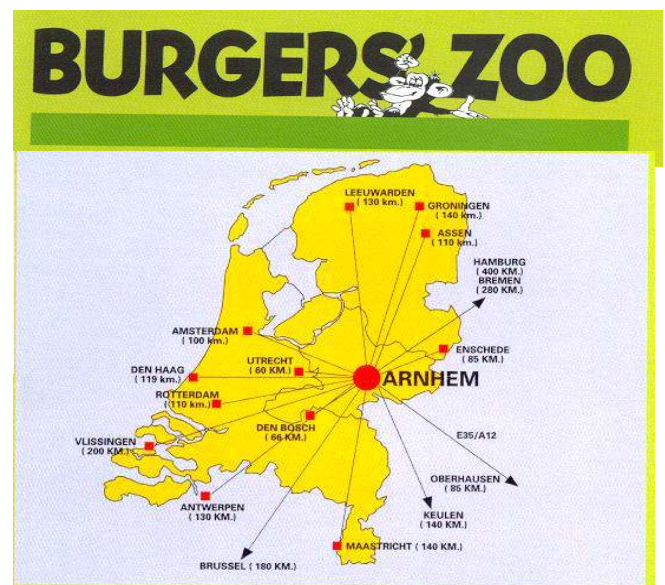 BURGERS' ZOO
LEEUWARDEN
( 130 km.)
GRONINGEN
( 140 km.)
ASSEN
( 110 km.)
HAMBURG
( 400 KM.)
BREMEN
( 280 KM.)
AMSTERDAM
( 100 km.)
UTRECHT
( 60 KM.)
ENSCHEDE
( 85 KM.)
DEN HAAG
( 119 km.)
ARNHEM
ROTTERDAM
( 110 km.)
DEN BOSCH
( 66 KM.)
VLISSINGEN
( 200 KM.)
E35/A12
OBERHAUSEN
( 85 KM.)
ANTWERPEN
( 130 KM.)
KEULEN
( 140 KM.)
MAASTRICHT ( 140 KM.)
BRUSSEL ( 180 KM.)